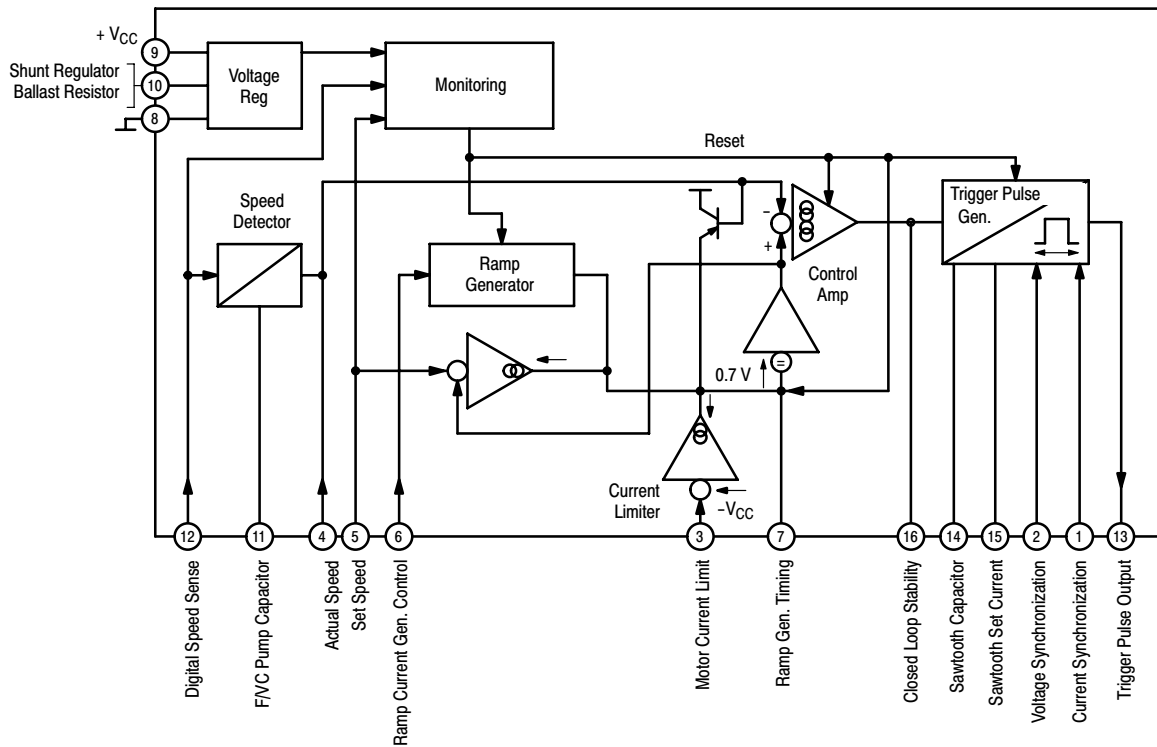 + VCC
9
Shunt Regulator
Ballast Resistor
10
8
Voltage
Reg
Monitoring
Reset
Speed
Detector
Ramp
Generator
−
+
Control
Amp
Trigger Pulse
Gen.
0.7 V
=
Current
Limiter
−VCC
12
11
4
5
6
3
7
16
14
15
2
1
13
Digital Speed Sense
F/VC Pump Capacitor
Actual Speed
Set Speed
Ramp Current Gen. Control
Motor Current Limit
Ramp Gen. Timing
Closed Loop Stability
Sawtooth Capacitor
Sawtooth Set Current
Voltage Synchronization
Current Synchronization
Trigger Pulse Output